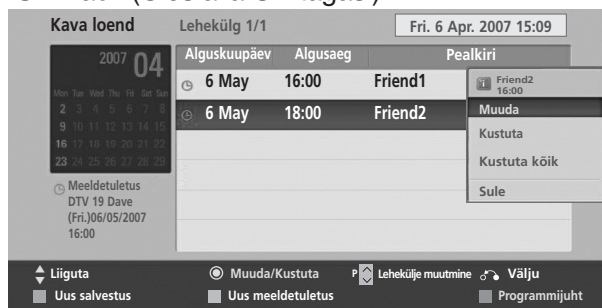 Kava loend Lehekülg 1/1 Fri. 6 Apr. 2007 15:09
2007 04
Mon Tue Wed Thu Fri Sat Sun
1
2 3 4 5 6 7 8
9 10 11 12 13 14 15
16 17 18 19 20 21 22
23 24 25 26 27 28 29
Meeldetuletus
DTV 19 Dave
(Fri.)06/05/2007
16:00
Alguskuupäev Algusaeg Pealkiri
6 May 16:00 Friend1
6 May 18:00 Friend2
Friend2
16:00
Muuda
Kustuta
Kustuta kõik
Sule
Liiguta Muuda/Kustuta P Lehekülje muutmine Välju
Uus salvestus Uus meeldetuletus Programmijuht